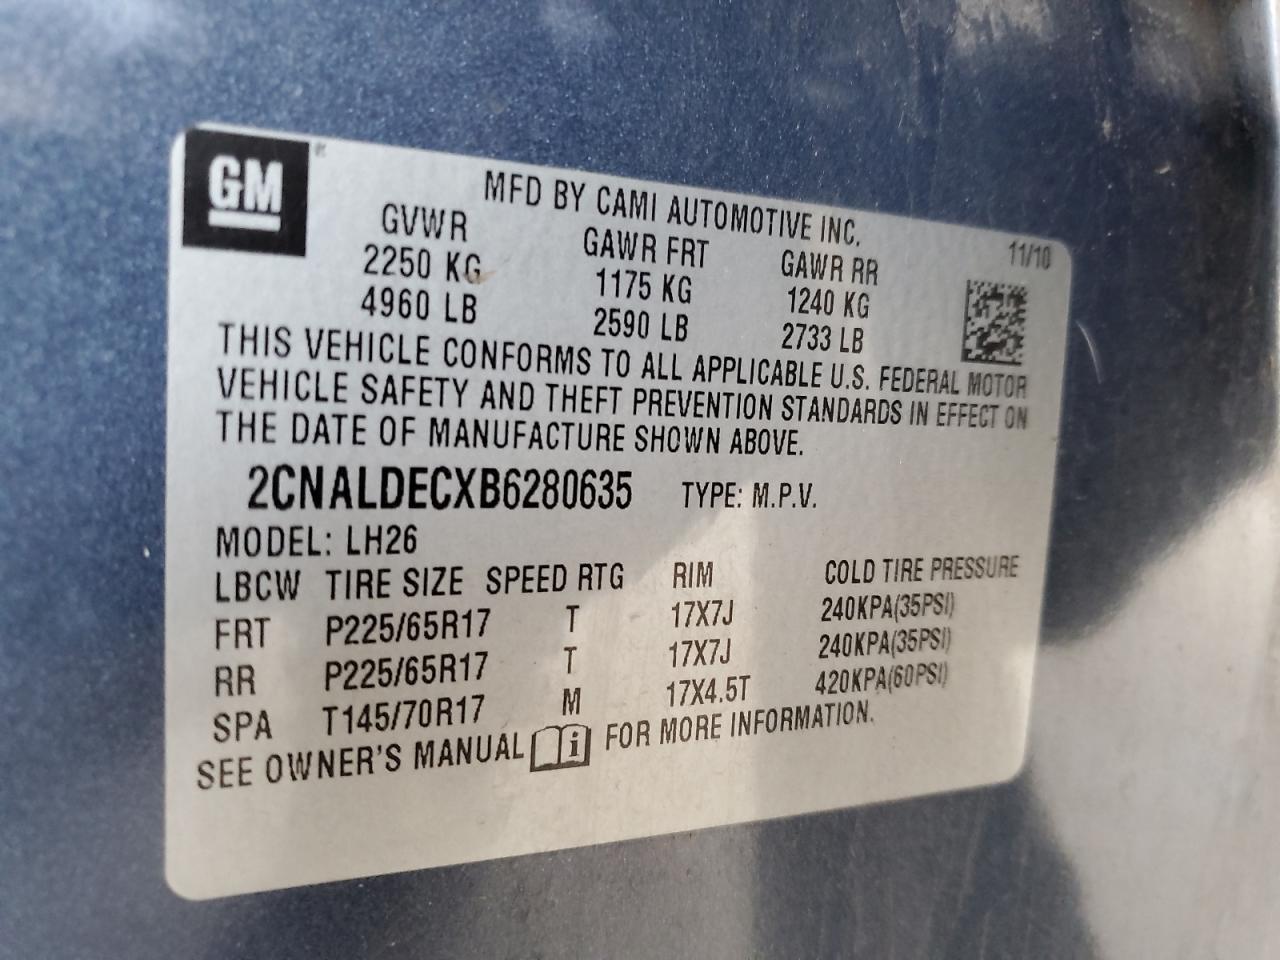 GM
MFD BY CAMI AUTOMOTIVE INC.
11/10
GVWR GAWR FRT GAWR RR
2250 KG 1175 KG 1240 KG
4960 LB 2590 LB 2733 LB
THIS VEHICLE CONFORMS TO ALL APPLICABLE U.S. FEDERAL MOTOR
VEHICLE SAFETY AND THEFT PREVENTION STANDARDS IN EFFECT ON
THE DATE OF MANUFACTURE SHOWN ABOVE.
2CNALDECXB6280635 TYPE: M.P.V.
MODEL: LH26
LBCW TIRE SIZE SPEED RTG RIM COLD TIRE PRESSURE
FRT P225/65R17 T 17X7J 240KPA(35PSI)
RR P225/65R17 T 17X7J 240KPA(35PSI)
SPA T145/70R17 M 17X4.5T 420KPA(60PSI)
SEE OWNER'S MANUAL i FOR MORE INFORMATION.